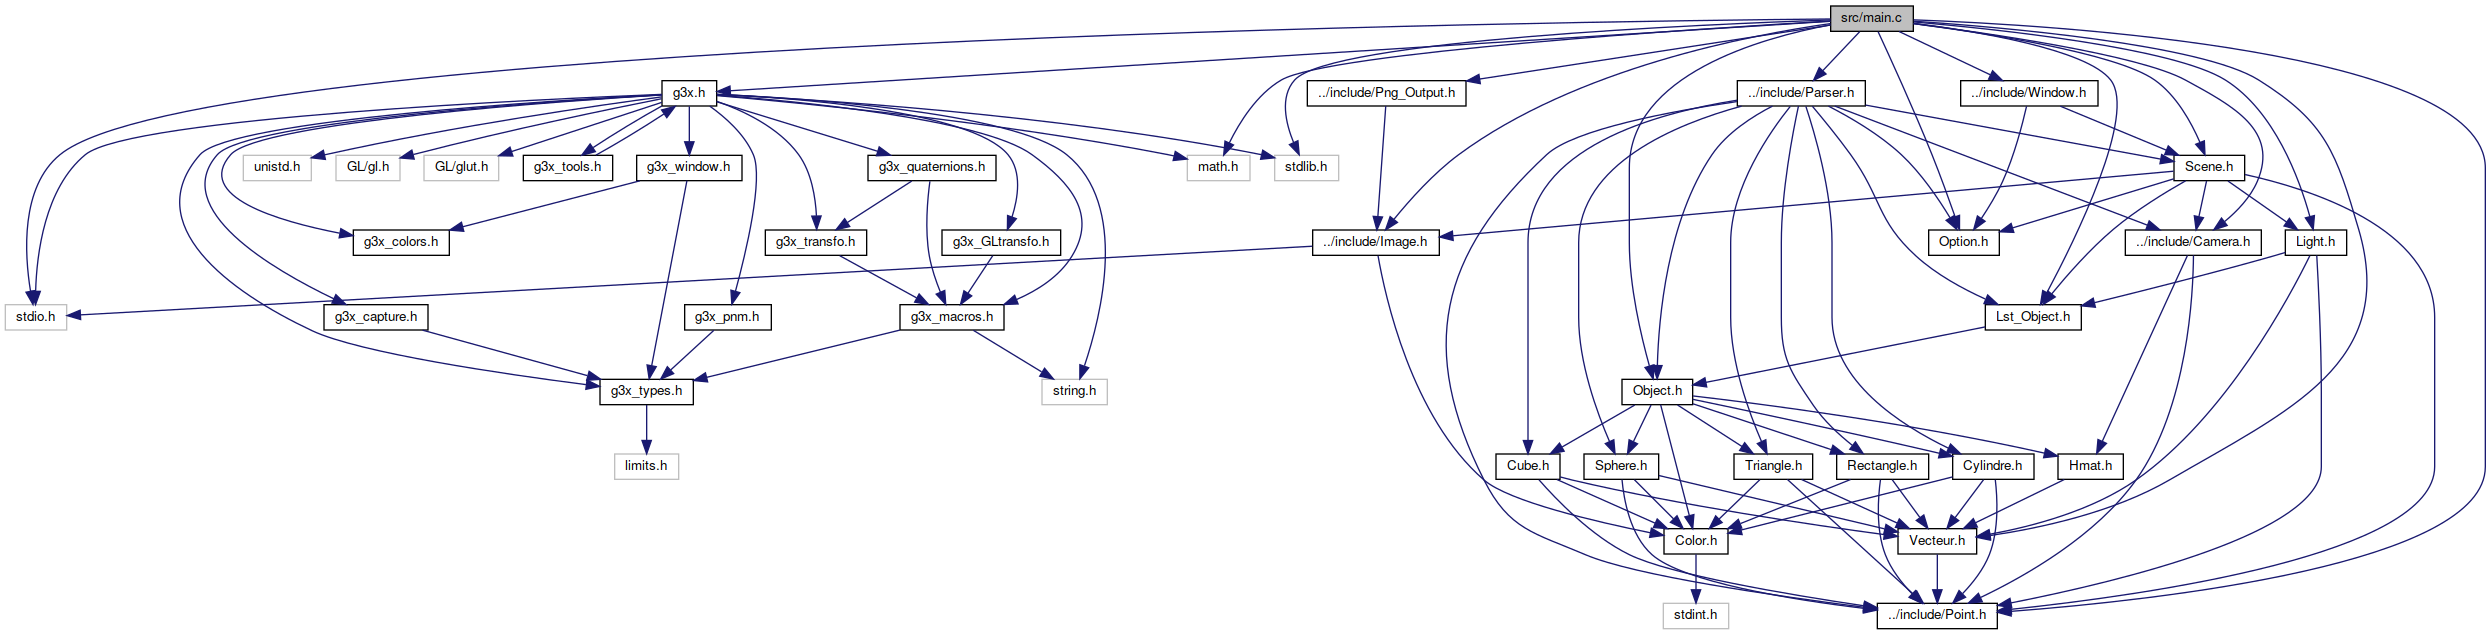 src/main.c
g3x.h
../include/Png_Output.h
../include/Parser.h
../include/Window.h
unistd.h
GL/gl.h
GL/glut.h
g3x_tools.h
g3x_window.h
g3x_quaternions.h
math.h
stdlib.h
Scene.h
g3x_colors.h
g3x_transfo.h
g3x_GLtransfo.h
../include/Image.h
Option.h
../include/Camera.h
Light.h
stdio.h
g3x_capture.h
g3x_pnm.h
g3x_macros.h
Lst_Object.h
g3x_types.h
string.h
Object.h
limits.h
Cube.h
Sphere.h
Triangle.h
Rectangle.h
Cylindre.h
Hmat.h
Color.h
Vecteur.h
stdint.h
../include/Point.h